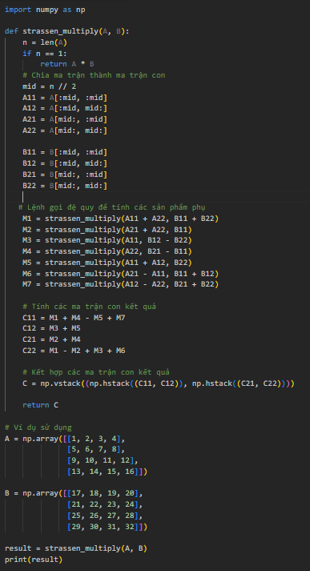 import numpy as np

def strassen_multiply(A, B):
    n = len(A)
    if n == 1:
        return A * B
    # Chia ma trận thành ma trận con
    mid = n // 2
    A11 = A[:mid, :mid]
    A12 = A[:mid, mid:]
    A21 = A[mid:, :mid]
    A22 = A[mid:, mid:]

    B11 = B[:mid, :mid]
    B12 = B[:mid, mid:]
    B21 = B[mid:, :mid]
    B22 = B[mid:, mid:]

   # Lệnh gọi đệ quy để tính các sản phẩm phụ
    M1 = strassen_multiply(A11 + A22, B11 + B22)
    M2 = strassen_multiply(A21 + A22, B11)
    M3 = strassen_multiply(A11, B12 - B22)
    M4 = strassen_multiply(A22, B21 - B11)
    M5 = strassen_multiply(A11 + A12, B22)
    M6 = strassen_multiply(A21 - A11, B11 + B12)
    M7 = strassen_multiply(A12 - A22, B21 + B22)

    # Tính các ma trận con kết quả
    C11 = M1 + M4 - M5 + M7
    C12 = M3 + M5
    C21 = M2 + M4
    C22 = M1 - M2 + M3 + M6

    # Kết hợp các ma trận con kết quả
    C = np.vstack((np.hstack((C11, C12)), np.hstack((C21, C22))))

    return C

# Ví dụ sử dụng
A = np.array([[1, 2, 3, 4],
              [5, 6, 7, 8],
              [9, 10, 11, 12],
              [13, 14, 15, 16]])

B = np.array([[17, 18, 19, 20],
              [21, 22, 23, 24],
              [25, 26, 27, 28],
              [29, 30, 31, 32]])

result = strassen_multiply(A, B)
print(result)